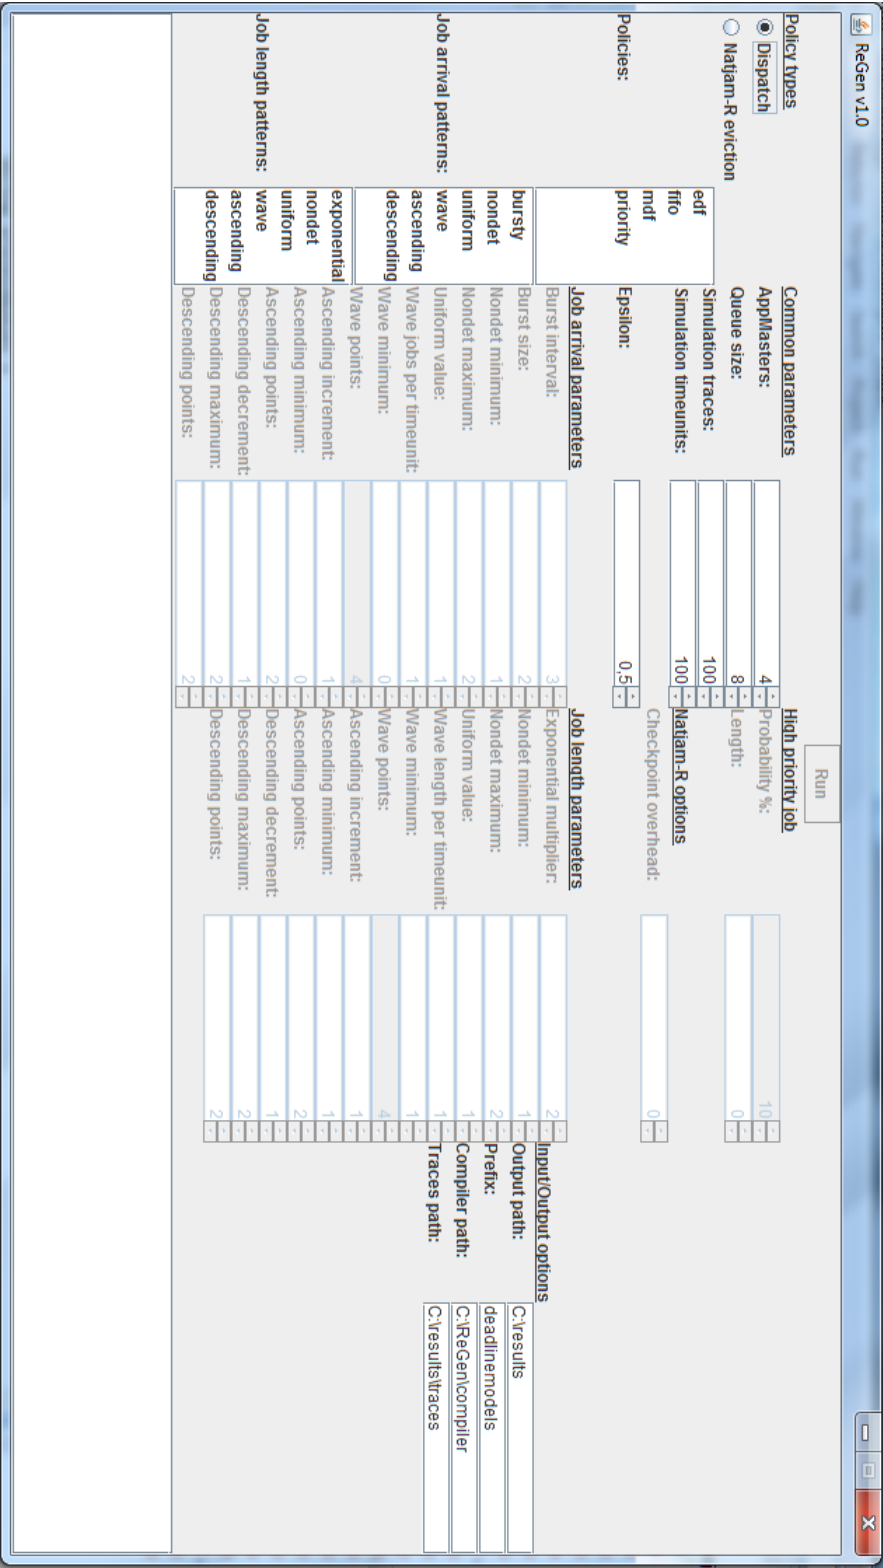 ReGen v1.0
Run
Policy types
Dispatch
Natjam-R eviction
Policies:
edf
fifo
mdf
priority
Job arrival patterns:
bursty
nondet
uniform
wave
ascending
descending
Job length patterns:
exponential
nondet
uniform
wave
ascending
descending
Common parameters
AppMasters: 4
Queue size: 8
Simulation traces: 100
Simulation timeunits: 100
Epsilon: 0,5
Job arrival parameters
Burst interval: 3
Burst size: 2
Nondet minimum: 1
Nondet maximum: 2
Uniform value: 1
Wave jobs per timeunit: 1
Wave minimum: 0
Wave points: 4
Ascending increment: 1
Ascending minimum: 0
Ascending points: 2
Descending decrement: 1
Descending maximum: 2
Descending points: 2
High priority job
Probability %: 10
Length: 0
Natjam-R options
Checkpoint overhead: 0
Job length parameters
Exponential multiplier: 2
Nondet minimum: 1
Nondet maximum: 2
Uniform value: 1
Wave length per timeunit: 1
Wave minimum: 1
Wave points: 4
Ascending increment: 1
Ascending minimum: 1
Ascending points: 2
Descending decrement: 1
Descending maximum: 2
Descending points: 2
Input/Output options
Output path: C:\results
Prefix: deadlinemodels
Compiler path: C:\ReGen\compiler
Traces path: C:\results\traces